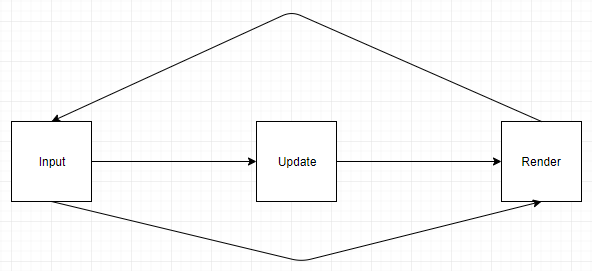 Input
Update
Render